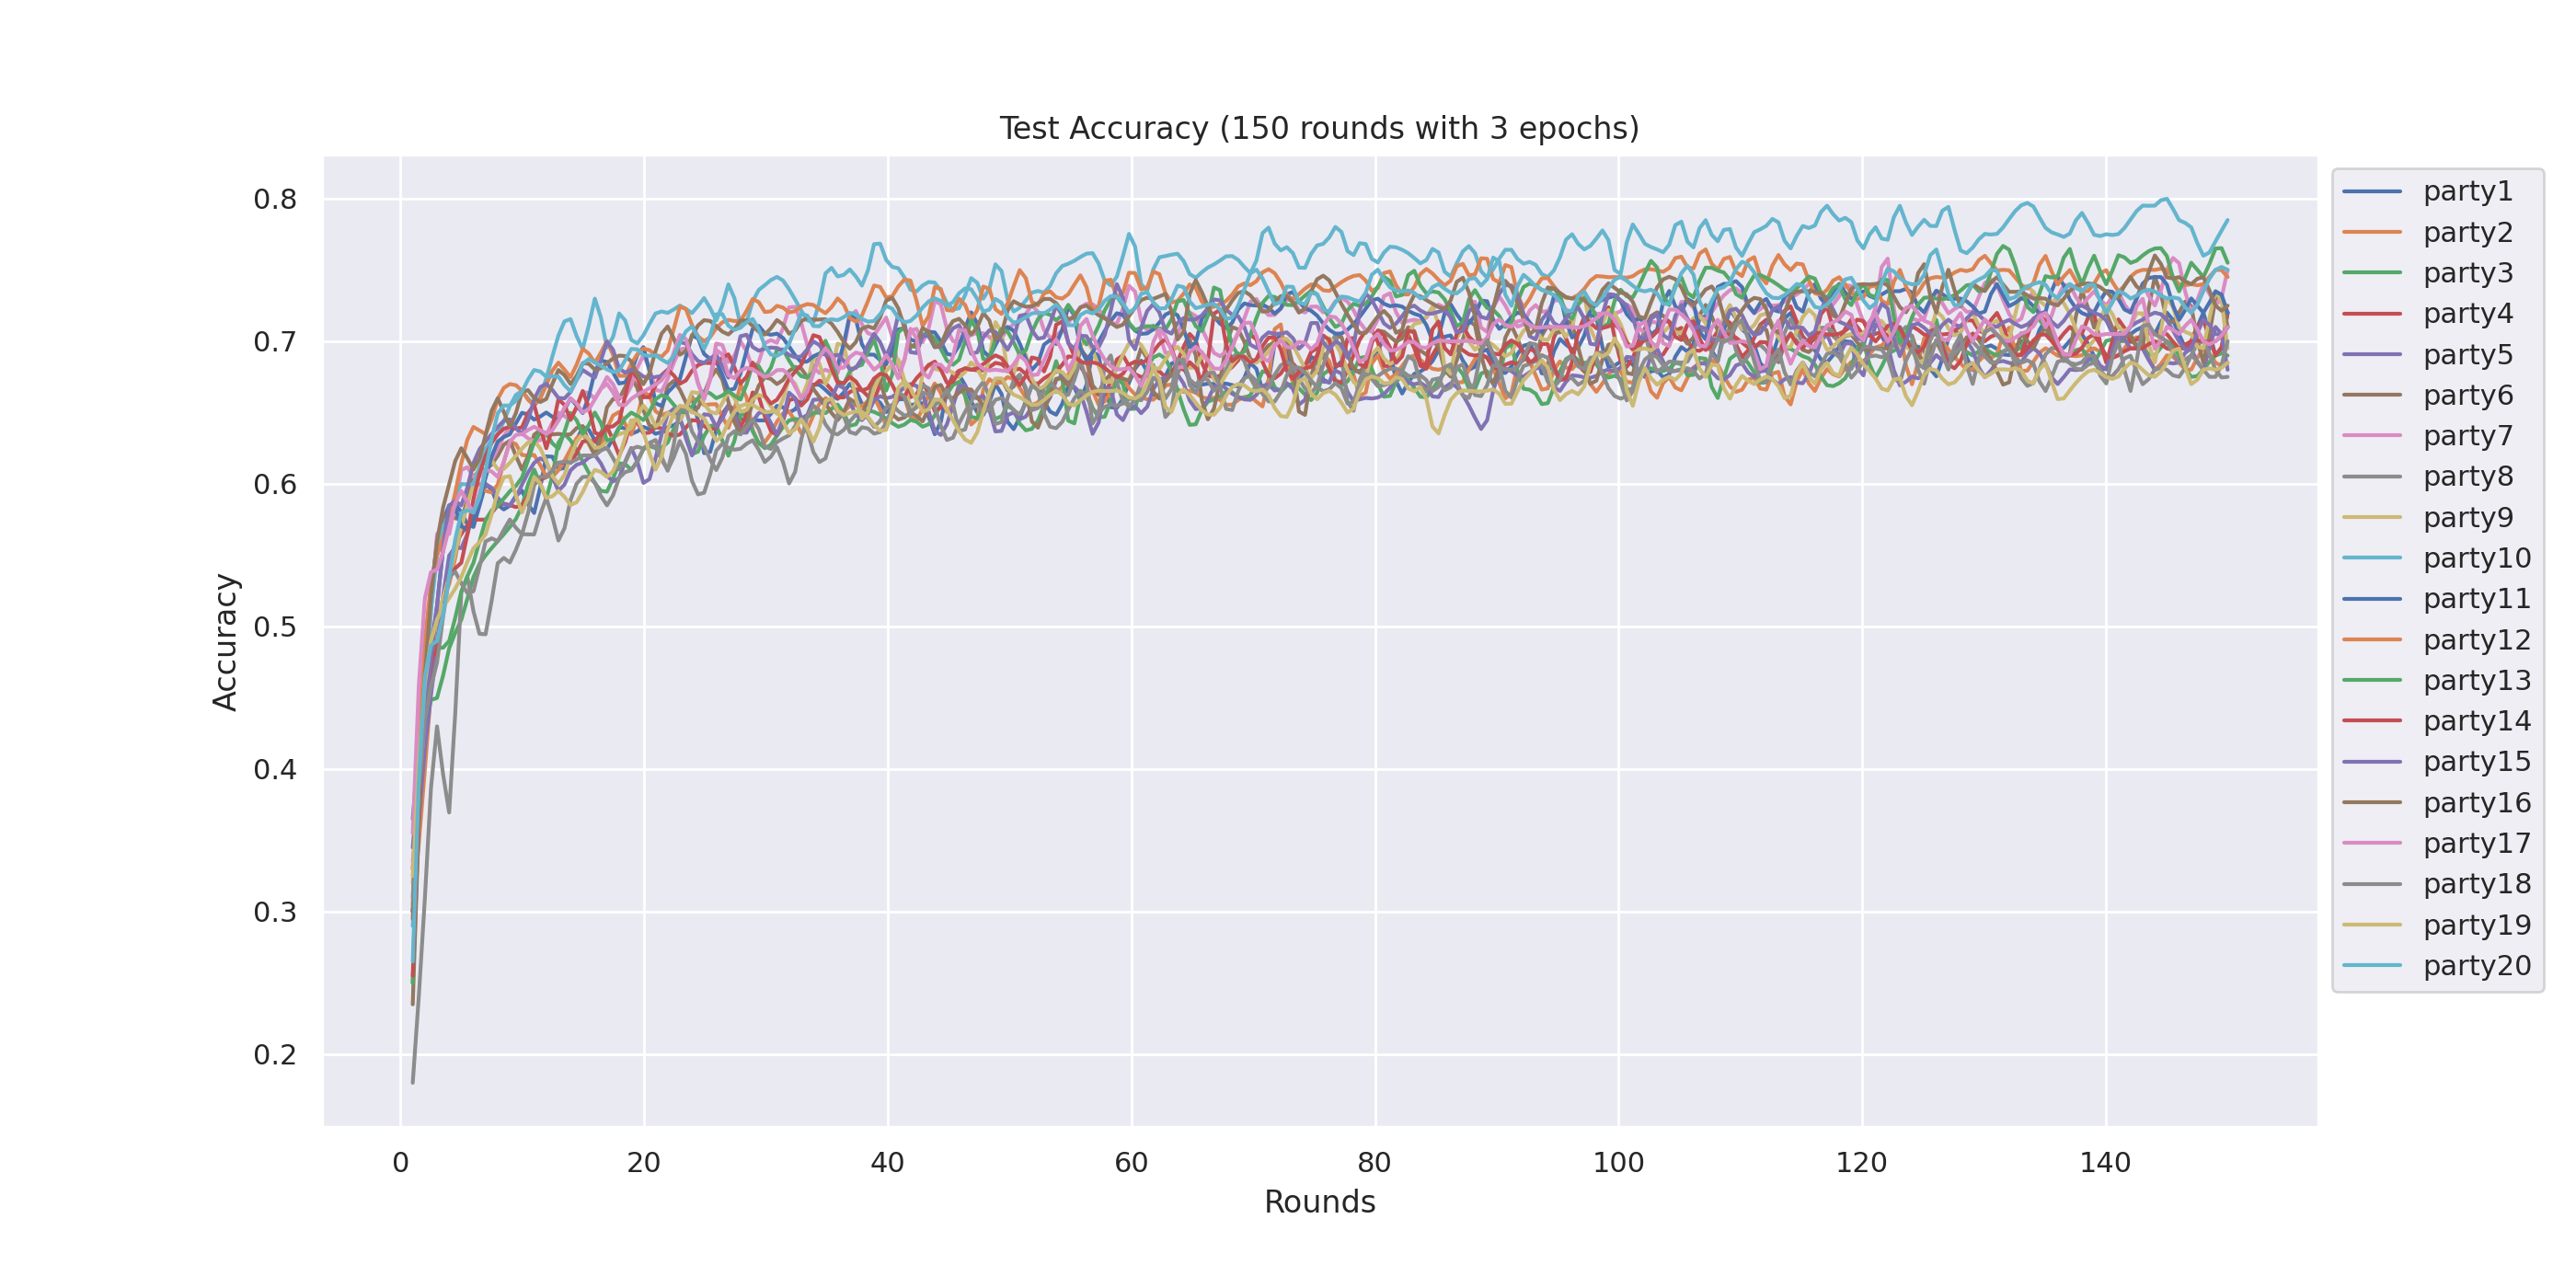 Test Accuracy (150 rounds with 3 epochs)
0.8
0.7
0.6
0.5
0.4
0.3
0.2
Accuracy
0 20 40 60 80 100 120 140
Rounds
party1
party2
party3
party4
party5
party6
party7
party8
party9
party10
party11
party12
party13
party14
party15
party16
party17
party18
party19
party20